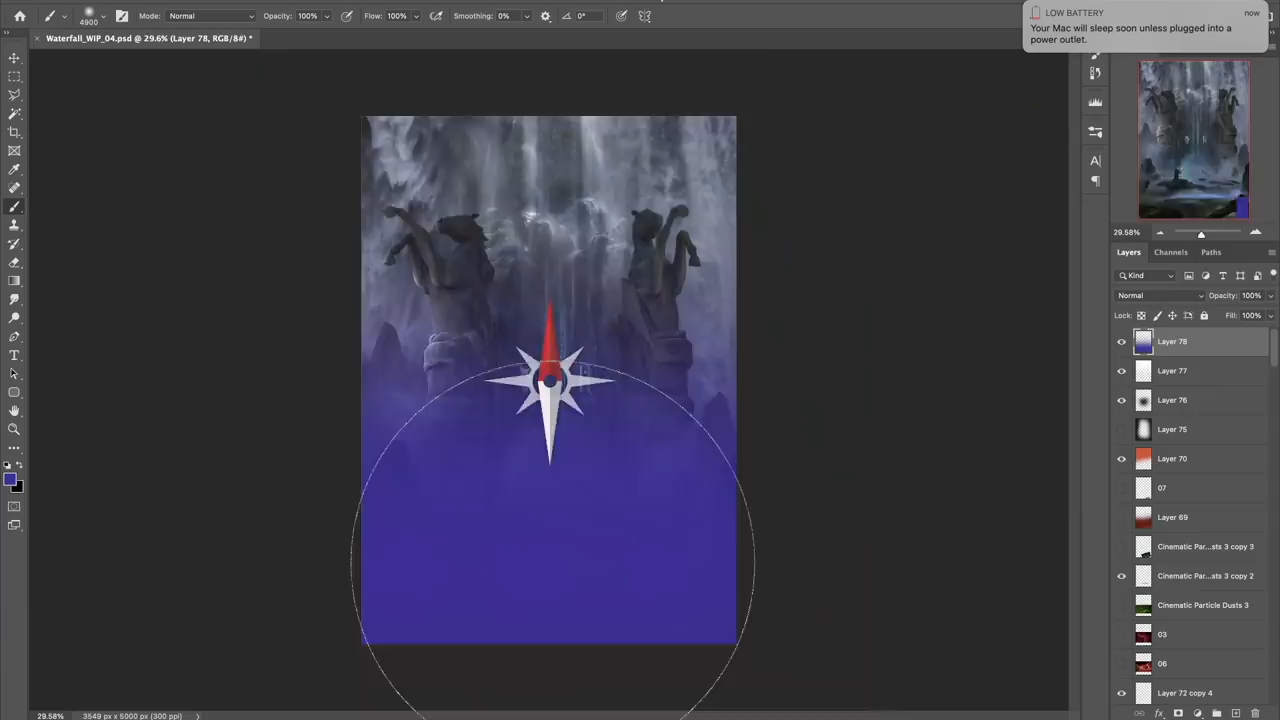 4900
Mode:
Normal
Opacity:
100%
Flow:
100%
Smoothing:
0%
0°
LOW BATTERY
now
Your Mac will sleep soon unless plugged into a
power outlet.
Waterfall_WIP_04.psd @ 29.6% (Layer 78, RGB/8#) *
29.58%
Layers
Channels
Paths
Kind
Normal
Opacity:
100%
Lock:
Fill:
100%
Layer 78
Layer 77
Layer 76
Layer 75
Layer 70
07
Layer 69
Cinematic Par...sts 3 copy 3
Cinematic Par...sts 3 copy 2
Cinematic Particle Dusts 3
03
06
Layer 72 copy 4
29.58%
3549 px x 5000 px (300 ppi)